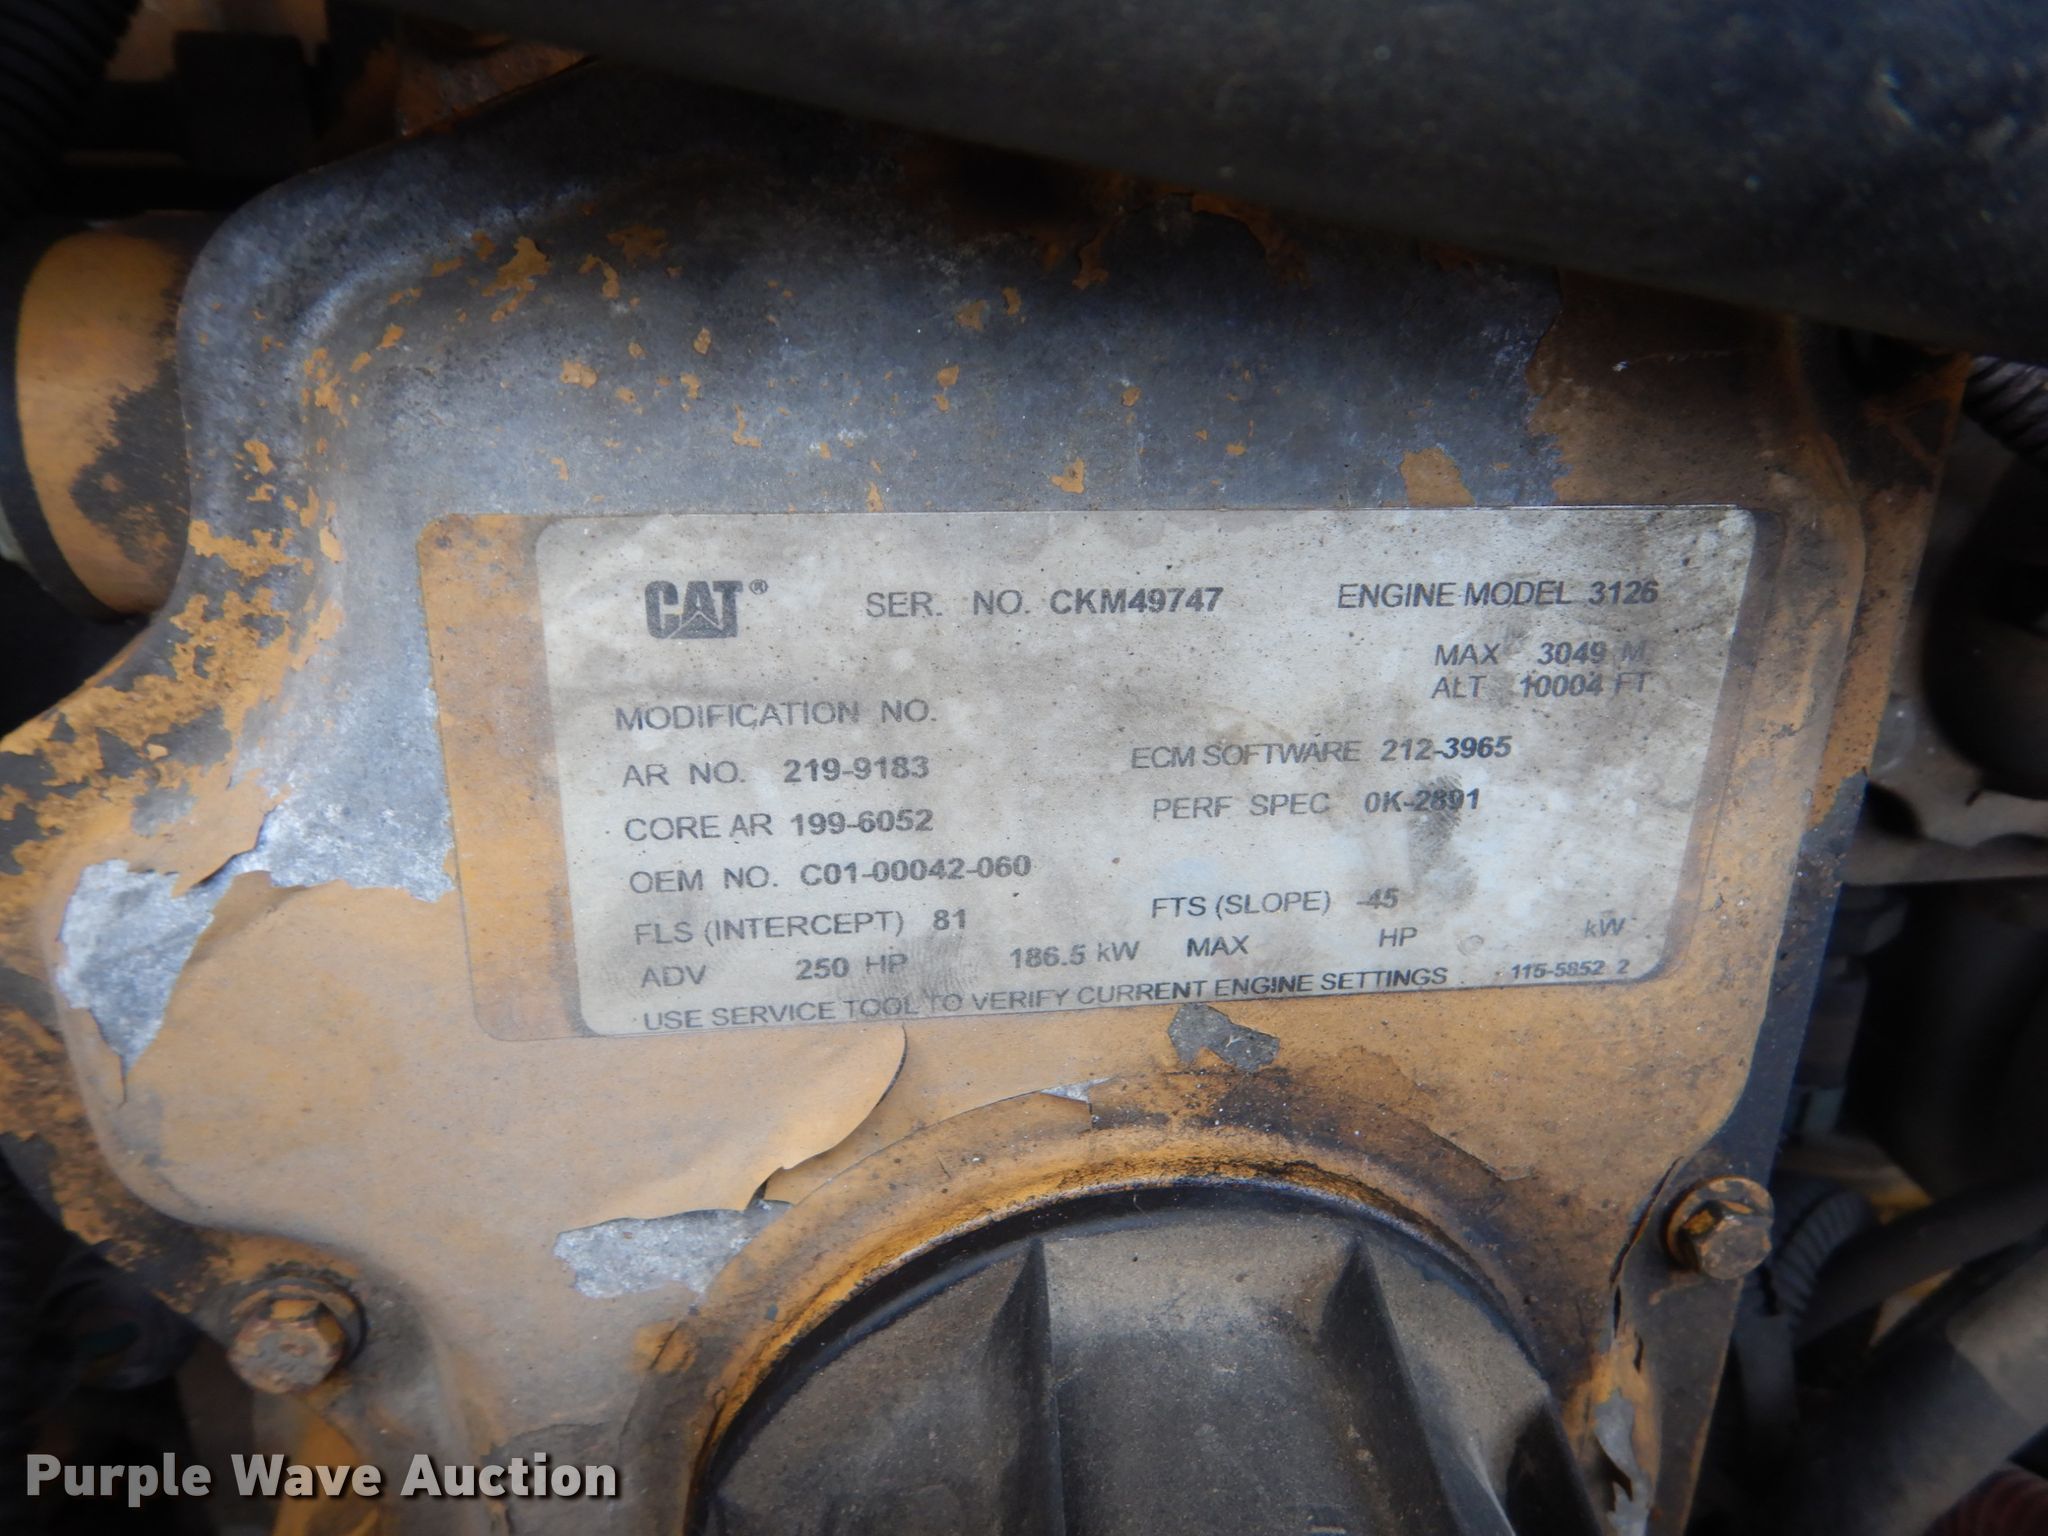 CAT® SER. NO. CKM49747 ENGINE MODEL 3126
MAX 3049 M
ALT 10004 FT
MODIFICATION NO.
AR NO. 219-9183 ECM SOFTWARE 212-3965
CORE AR 199-6052 PERF SPEC 0K-2891
OEM NO. C01-00042-060
FLS (INTERCEPT) 81 FTS (SLOPE) -45
ADV 250 HP 186.5 kW MAX HP kW
USE SERVICE TOOL TO VERIFY CURRENT ENGINE SETTINGS . 115-5852 2
Purple Wave Auction